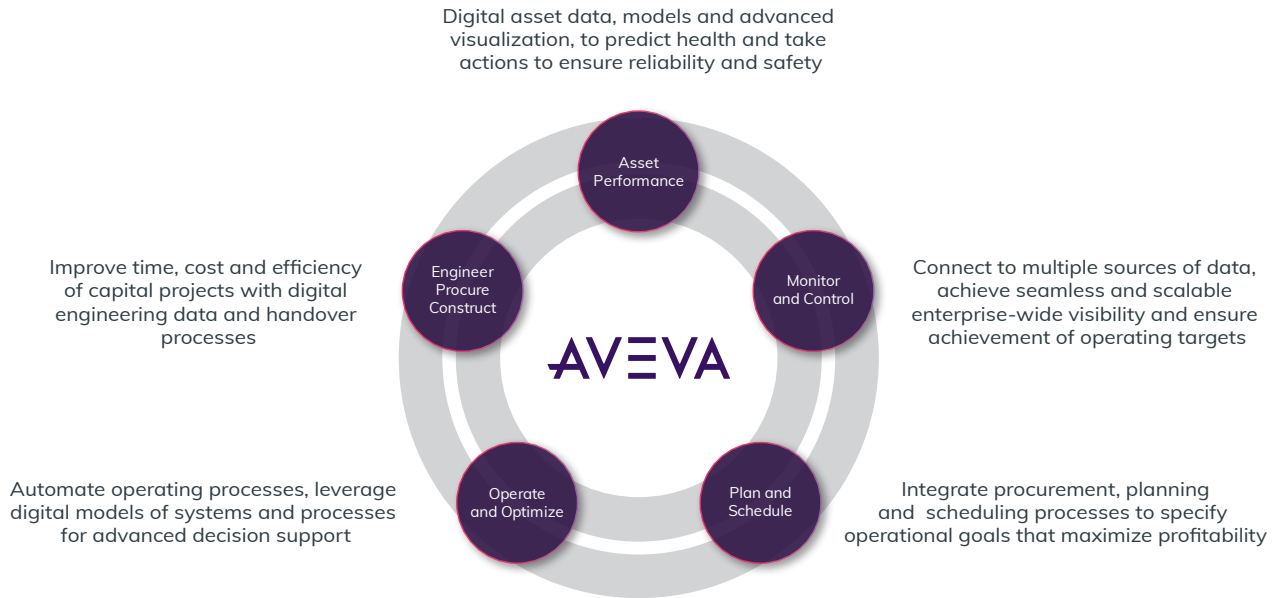 Digital asset data, models and advanced
visualization, to predict health and take
actions to ensure reliability and safety
Asset
Performance
Engineer
Procure
Construct
Improve time, cost and efficiency
of capital projects with digital
engineering data and handover
processes
Monitor
and Control
Connect to multiple sources of data,
achieve seamless and scalable
enterprise-wide visibility and ensure
achievement of operating targets
AVEVA
Operate
and Optimize
Automate operating processes, leverage
digital models of systems and processes
for advanced decision support
Plan and
Schedule
Integrate procurement, planning
and  scheduling processes to specify
operational goals that maximize profitability